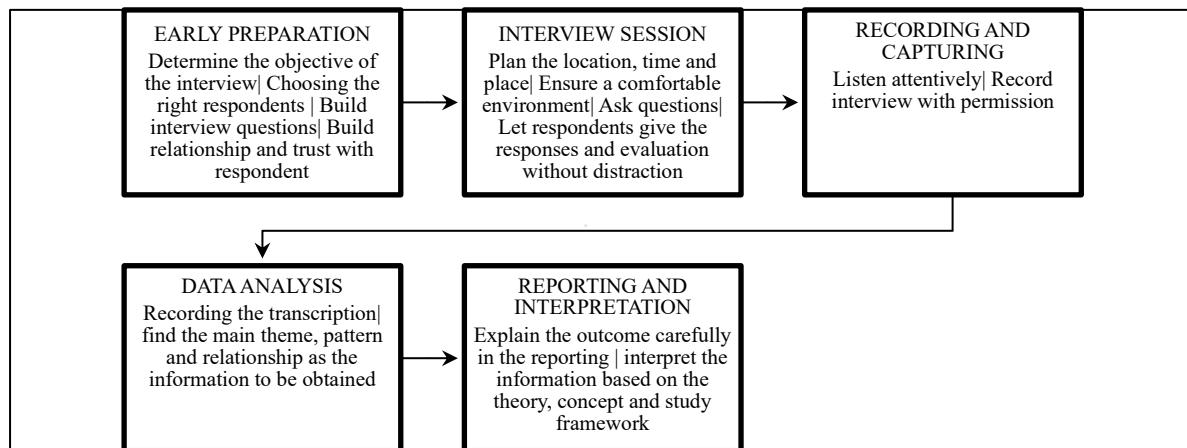 EARLY PREPARATION
Determine the objective of
the interview| Choosing the
right respondents | Build
interview questions| Build
relationship and trust with
respondent
INTERVIEW SESSION
Plan the location, time and
place| Ensure a comfortable
environment| Ask questions|
Let respondents give the
responses and evaluation
without distraction
RECORDING AND
CAPTURING
Listen attentively| Record
interview with permission
DATA ANALYSIS
Recording the transcription|
find the main theme, pattern
and relationship as the
information to be obtained
REPORTING AND
INTERPRETATION
Explain the outcome carefully
in the reporting | interpret the
information based on the
theory, concept and study
framework